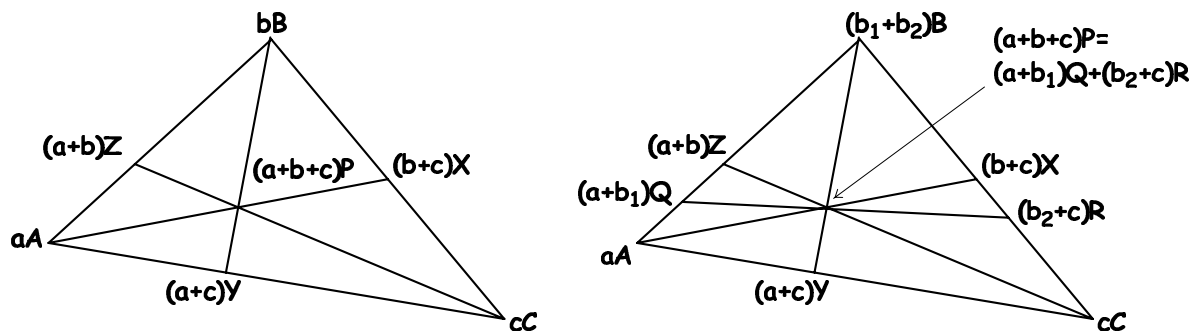 bB
(a+b)Z
(a+b+c)P
(b+c)X
aA
(a+c)Y
cC
(b₁+b₂)B
(a+b+c)P=
(a+b₁)Q+(b₂+c)R
(a+b)Z
(b+c)X
(a+b₁)Q
(b₂+c)R
aA
(a+c)Y
cC